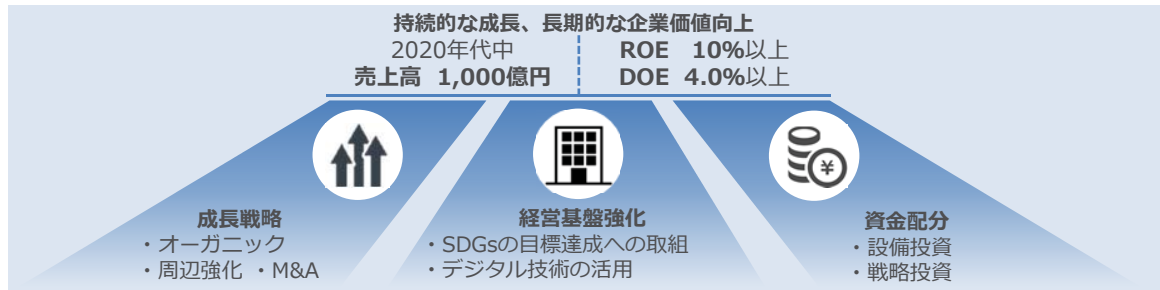 持続的な成長、長期的な企業価値向上
2020年代中
売上高 1,000億円
ROE 10%以上
DOE 4.0%以上
¥
成長戦略
・オーガニック
・周辺強化 ・M&A
経営基盤強化
・SDGsの目標達成への取組
・デジタル技術の活用
資金配分
・設備投資
・戦略投資